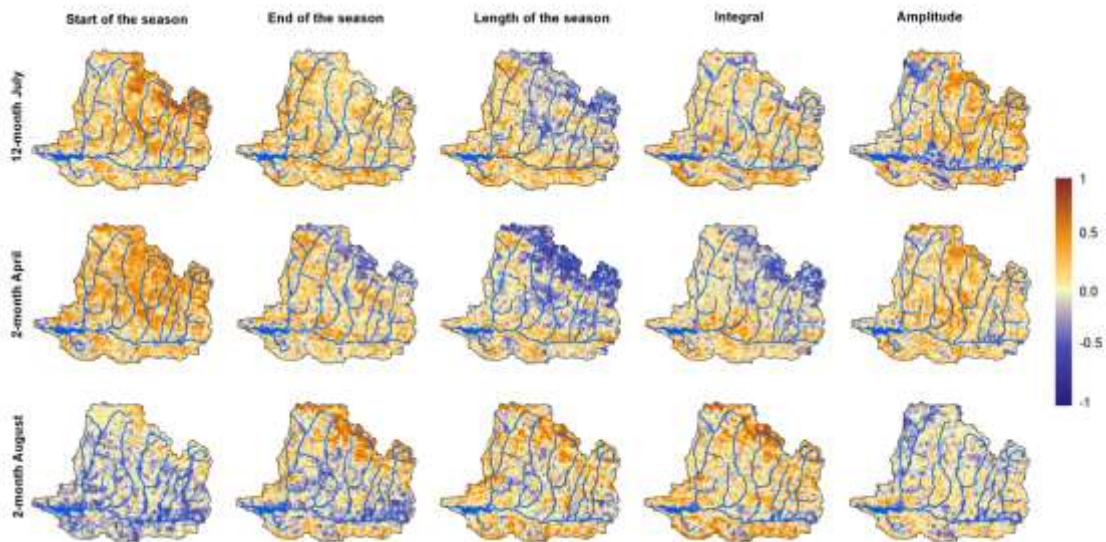 Start of the season End of the season Length of the season Integral Amplitude
12-month July
1
0.5
2-month April
0.0
-0.5
-1
2-month August